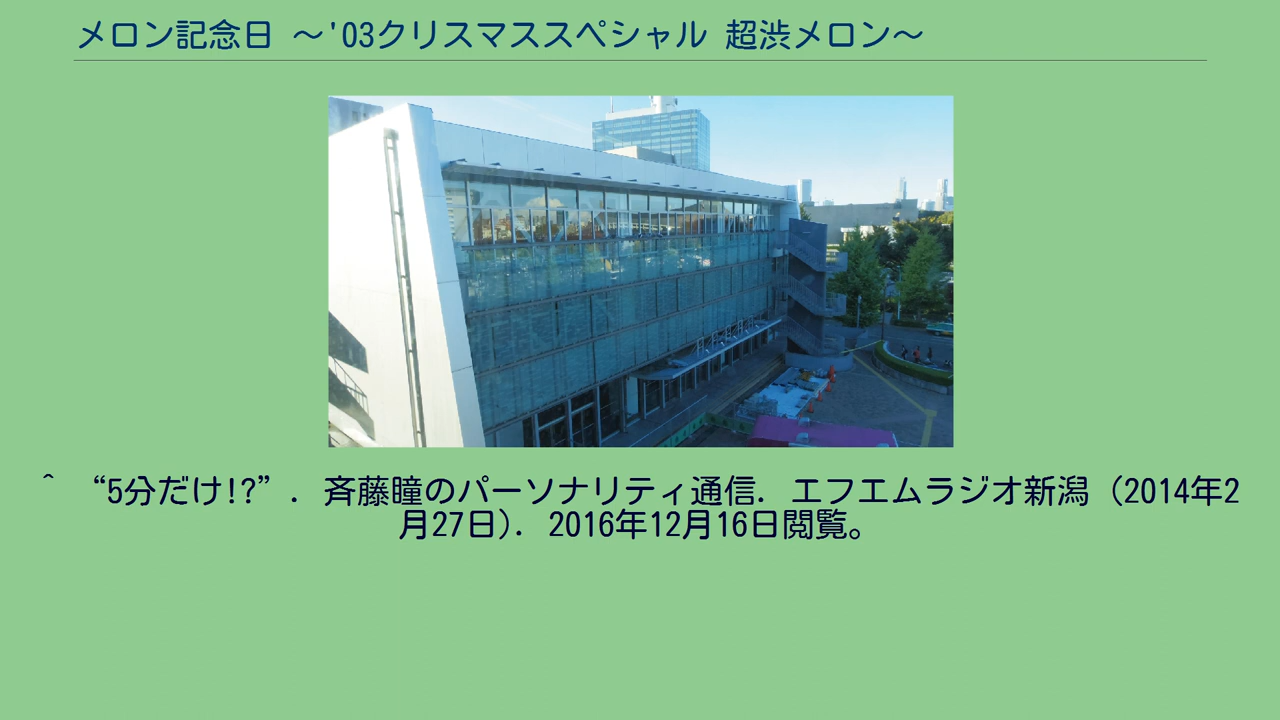 メロン記念日 ～'03クリスマススペシャル 超渋メロン～
^ “5分だけ!?”. 斉藤瞳のパーソナリティ通信. エフエムラジオ新潟 (2014年2
月27日). 2016年12月16日閲覧。